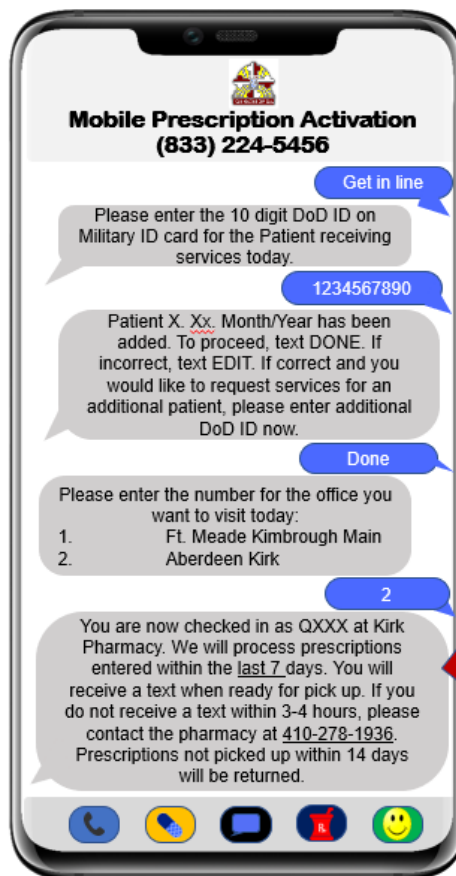 Mobile Prescription Activation
(833) 224-5456
Get in line
Please enter the 10 digit DoD ID on
Military ID card for the Patient receiving
services today.
1234567890
Patient X. Xx. Month/Year has been
added. To proceed, text DONE. If
incorrect, text EDIT. If correct and you
would like to request services for an
additional patient, please enter additional
DoD ID now.
Done
Please enter the number for the office you
want to visit today:
1. Ft. Meade Kimbrough Main
2. Aberdeen Kirk
2
You are now checked in as QXXX at Kirk
Pharmacy. We will process prescriptions
entered within the last 7 days. You will
receive a text when ready for pick up. If you
do not receive a text within 3-4 hours, please
contact the pharmacy at 410-278-1936.
Prescriptions not picked up within 14 days
will be returned.